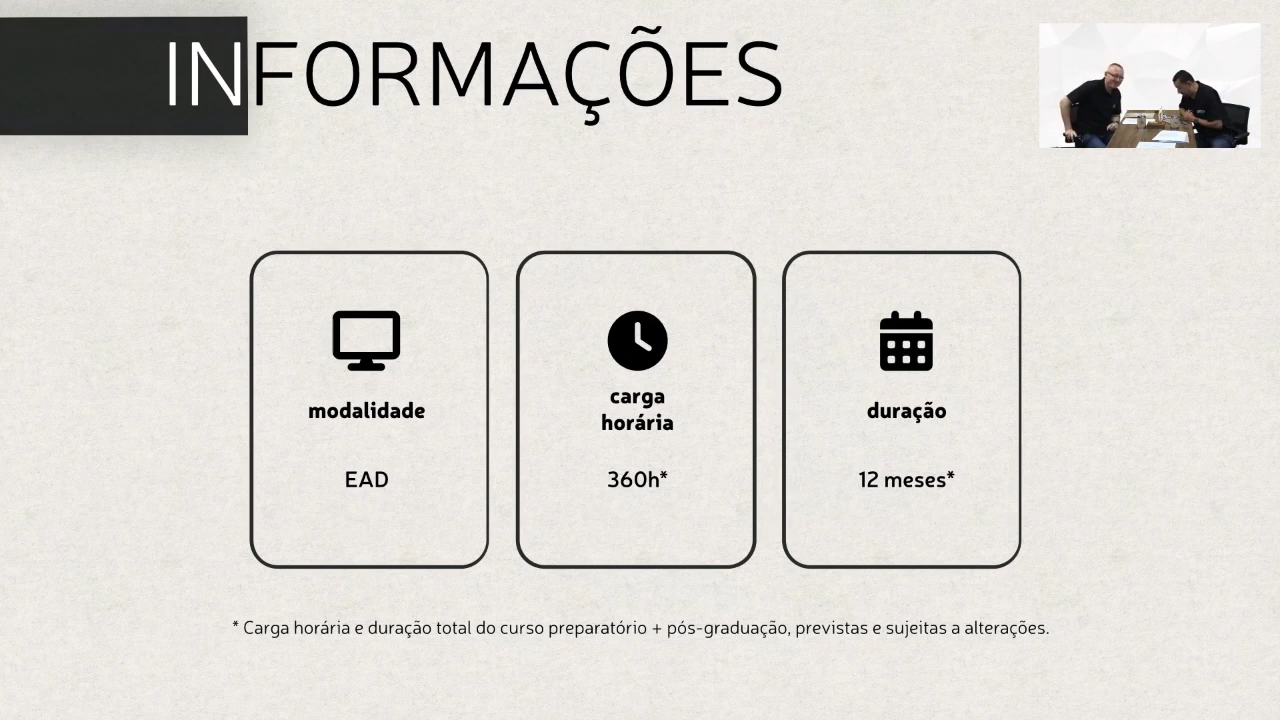 INFORMAÇÕES
modalidade
EAD
carga
horária
360h*
duração
12 meses*
* Carga horária e duração total do curso preparatório + pós-graduação, previstas e sujeitas a alterações.